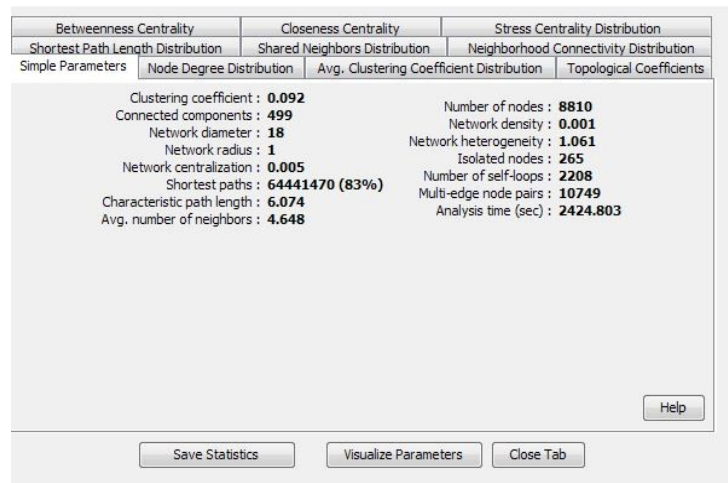 Betweenness Centrality Closeness Centrality Stress Centrality Distribution
Shortest Path Length Distribution Shared Neighbors Distribution Neighborhood Connectivity Distribution
Simple Parameters Node Degree Distribution Avg. Clustering Coefficient Distribution Topological Coefficients
Clustering coefficient : 0.092
Connected components : 499
Network diameter : 18
Network radius : 1
Network centralization : 0.005
Shortest paths : 64441470 (83%)
Characteristic path length : 6.074
Avg. number of neighbors : 4.648
Number of nodes : 8810
Network density : 0.001
Network heterogeneity : 1.061
Isolated nodes : 265
Number of self-loops : 2208
Multi-edge node pairs : 10749
Analysis time (sec) : 2424.803
Help
Save Statistics Visualize Parameters Close Tab